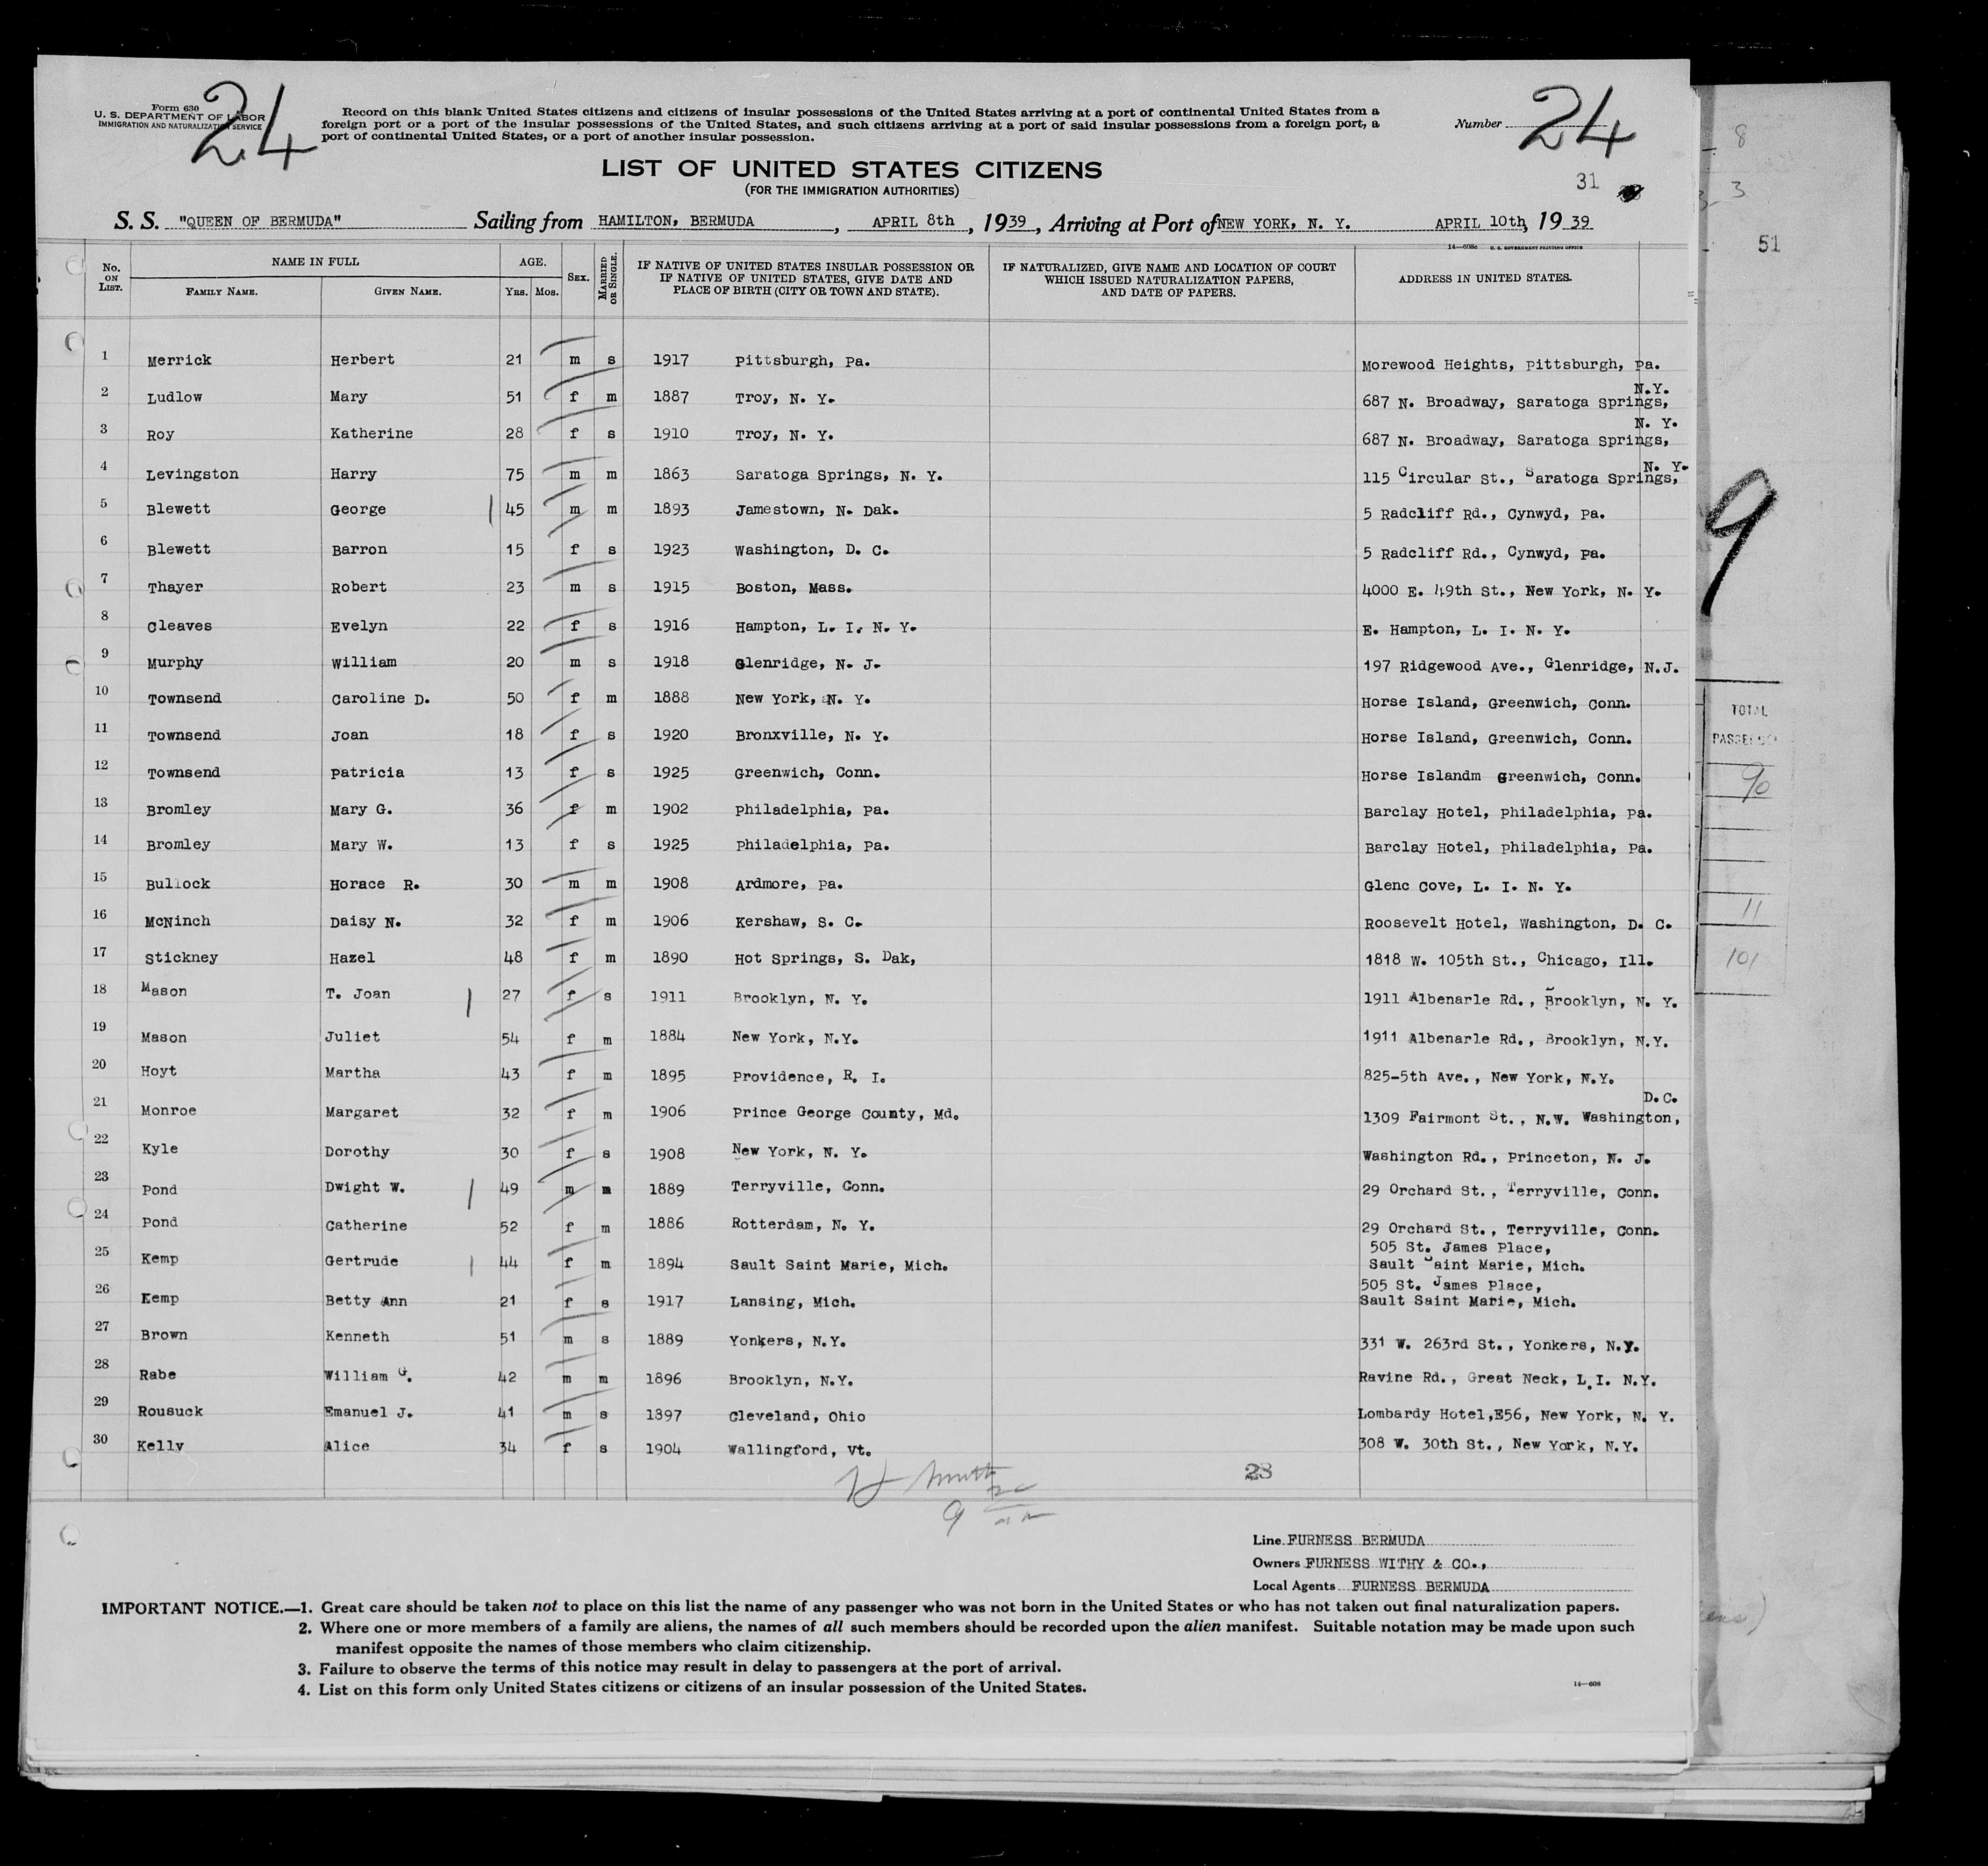 24
Form 630
U. S. DEPARTMENT OF LABOR
IMMIGRATION AND NATURALIZATION SERVICE
Record on this blank United States citizens and citizens of insular possessions of the United States arriving at a port of continental United States from a
foreign port or a port of the insular possessions of the United States, and such citizens arriving at a port of said insular possessions from a foreign port, a
port of continental United States, or a port of another insular possession.
Number 24
LIST OF UNITED STATES CITIZENS
(FOR THE IMMIGRATION AUTHORITIES)
31
S. S. "QUEEN OF BERMUDA" Sailing from HAMILTON, BERMUDA, APRIL 8th, 1939, Arriving at Port of NEW YORK, N. Y. APRIL 10th, 1939
14—608c U. S. GOVERNMENT PRINTING OFFICE
No. ON LIST. NAME IN FULL FAMILY NAME. GIVEN NAME. AGE. YRS. MOS. SEX. MARRIED OR SINGLE. IF NATIVE OF UNITED STATES INSULAR POSSESSION OR IF NATIVE OF UNITED STATES, GIVE DATE AND PLACE OF BIRTH (CITY OR TOWN AND STATE). IF NATURALIZED, GIVE NAME AND LOCATION OF COURT WHICH ISSUED NATURALIZATION PAPERS, AND DATE OF PAPERS. ADDRESS IN UNITED STATES.
1 Merrick Herbert 21 m s 1917 Pittsburgh, Pa. Morewood Heights, Pittsburgh, Pa.
2 Ludlow Mary 51 f m 1887 Troy, N. Y. 687 N. Broadway, Saratoga Springs, N.Y.
3 Roy Katherine 28 f s 1910 Troy, N. Y. 687 N. Broadway, Saratoga Springs, N. Y.
4 Levingston Harry 75 m m 1863 Saratoga Springs, N. Y. 115 Circular St., Saratoga Springs, N. Y.
5 Blewett George 45 m m 1893 Jamestown, N. Dak. 5 Radcliff Rd., Cynwyd, Pa.
6 Blewett Barron 15 f s 1923 Washington, D. C. 5 Radcliff Rd., Cynwyd, Pa.
7 Thayer Robert 23 m s 1915 Boston, Mass. 4000 E. 49th St., New York, N. Y.
8 Cleaves Evelyn 22 f s 1916 Hampton, L. I. N. Y. E. Hampton, L. I. N. Y.
9 Murphy William 20 m s 1918 Glenridge, N. J. 197 Ridgewood Ave., Glenridge, N.J.
10 Townsend Caroline D. 50 f m 1888 New York, N. Y. Horse Island, Greenwich, Conn.
11 Townsend Joan 18 f s 1920 Bronxville, N. Y. Horse Island, Greenwich, Conn.
12 Townsend Patricia 13 f s 1925 Greenwich, Conn. Horse Islandm Greenwich, Conn.
13 Bromley Mary G. 36 f m 1902 Philadelphia, Pa. Barclay Hotel, Philadelphia, Pa.
14 Bromley Mary W. 13 f s 1925 Philadelphia, Pa. Barclay Hotel, Philadelphia, Pa.
15 Bullock Horace R. 30 m m 1908 Ardmore, Pa. Glenc Cove, L. I. N. Y.
16 McNinch Daisy N. 32 f m 1906 Kershaw, S. C. Roosevelt Hotel, Washington, D. C.
17 Stickney Hazel 48 f m 1890 Hot Springs, S. Dak, 1818 W. 105th St., Chicago, Ill.
18 Mason T. Joan 27 f s 1911 Brooklyn, N. Y. 1911 Albenarle Rd., Brooklyn, N. Y.
19 Mason Juliet 54 f m 1884 New York, N.Y. 1911 Albenarle Rd., Brooklyn, N.Y.
20 Hoyt Martha 43 f m 1895 Providence, R. I. 825-5th Ave., New York, N.Y.
21 Monroe Margaret 32 f m 1906 Prince George County, Md. 1309 Fairmont St., N.W. Washington, D.C.
22 Kyle Dorothy 30 f s 1908 New York, N. Y. Washington Rd., Princeton, N. J.
23 Pond Dwight W. 49 m m 1889 Terryville, Conn. 29 Orchard St., Terryville, Conn.
24 Pond Catherine 52 f m 1886 Rotterdam, N. Y. 29 Orchard St., Terryville, Conn.
25 Kemp Gertrude 44 f m 1894 Sault Saint Marie, Mich. 505 St. James Place, Sault Saint Marie, Mich.
26 Kemp Betty Ann 21 f s 1917 Lansing, Mich. 505 St. James Place, Sault Saint Marie, Mich.
27 Brown Kenneth 51 m s 1889 Yonkers, N.Y. 331 W. 263rd St., Yonkers, N.Y.
28 Rabe William G. 42 m m 1896 Brooklyn, N.Y. Ravine Rd., Great Neck, L.I. N.Y.
29 Rousuck Emanuel J. 41 m s 1897 Cleveland, Ohio Lombardy Hotel,E56, New York, N. Y.
30 Kelly Alice 34 f s 1904 Wallingford, Vt. 308 W. 30th St., New York, N.Y.
28
9
Line FURNESS BERMUDA
Owners FURNESS WITHY & CO.,
Local Agents FURNESS BERMUDA
IMPORTANT NOTICE.—1. Great care should be taken not to place on this list the name of any passenger who was not born in the United States or who has not taken out final naturalization papers.
2. Where one or more members of a family are aliens, the names of all such members should be recorded upon the alien manifest. Suitable notation may be made upon such
manifest opposite the names of those members who claim citizenship.
3. Failure to observe the terms of this notice may result in delay to passengers at the port of arrival.
4. List on this form only United States citizens or citizens of an insular possession of the United States.
14—608
8
3
51
9
TOTAL
90
11
101